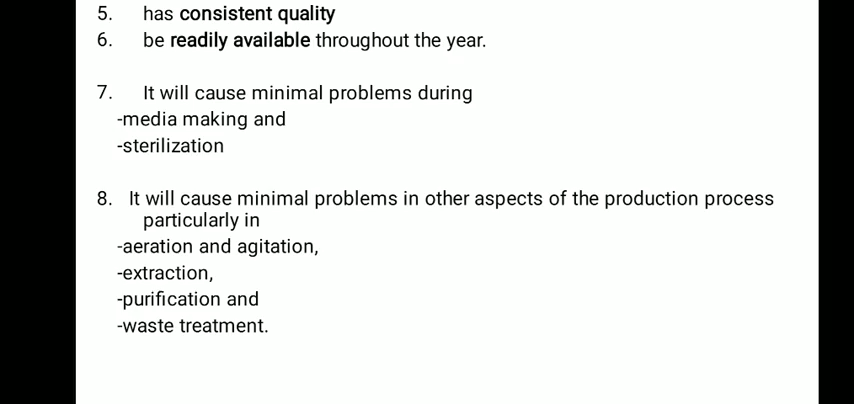 5. has consistent quality
6. be readily available throughout the year.
7. It will cause minimal problems during
-media making and
-sterilization
8. It will cause minimal problems in other aspects of the production process
particularly in
-aeration and agitation,
-extraction,
-purification and
-waste treatment.